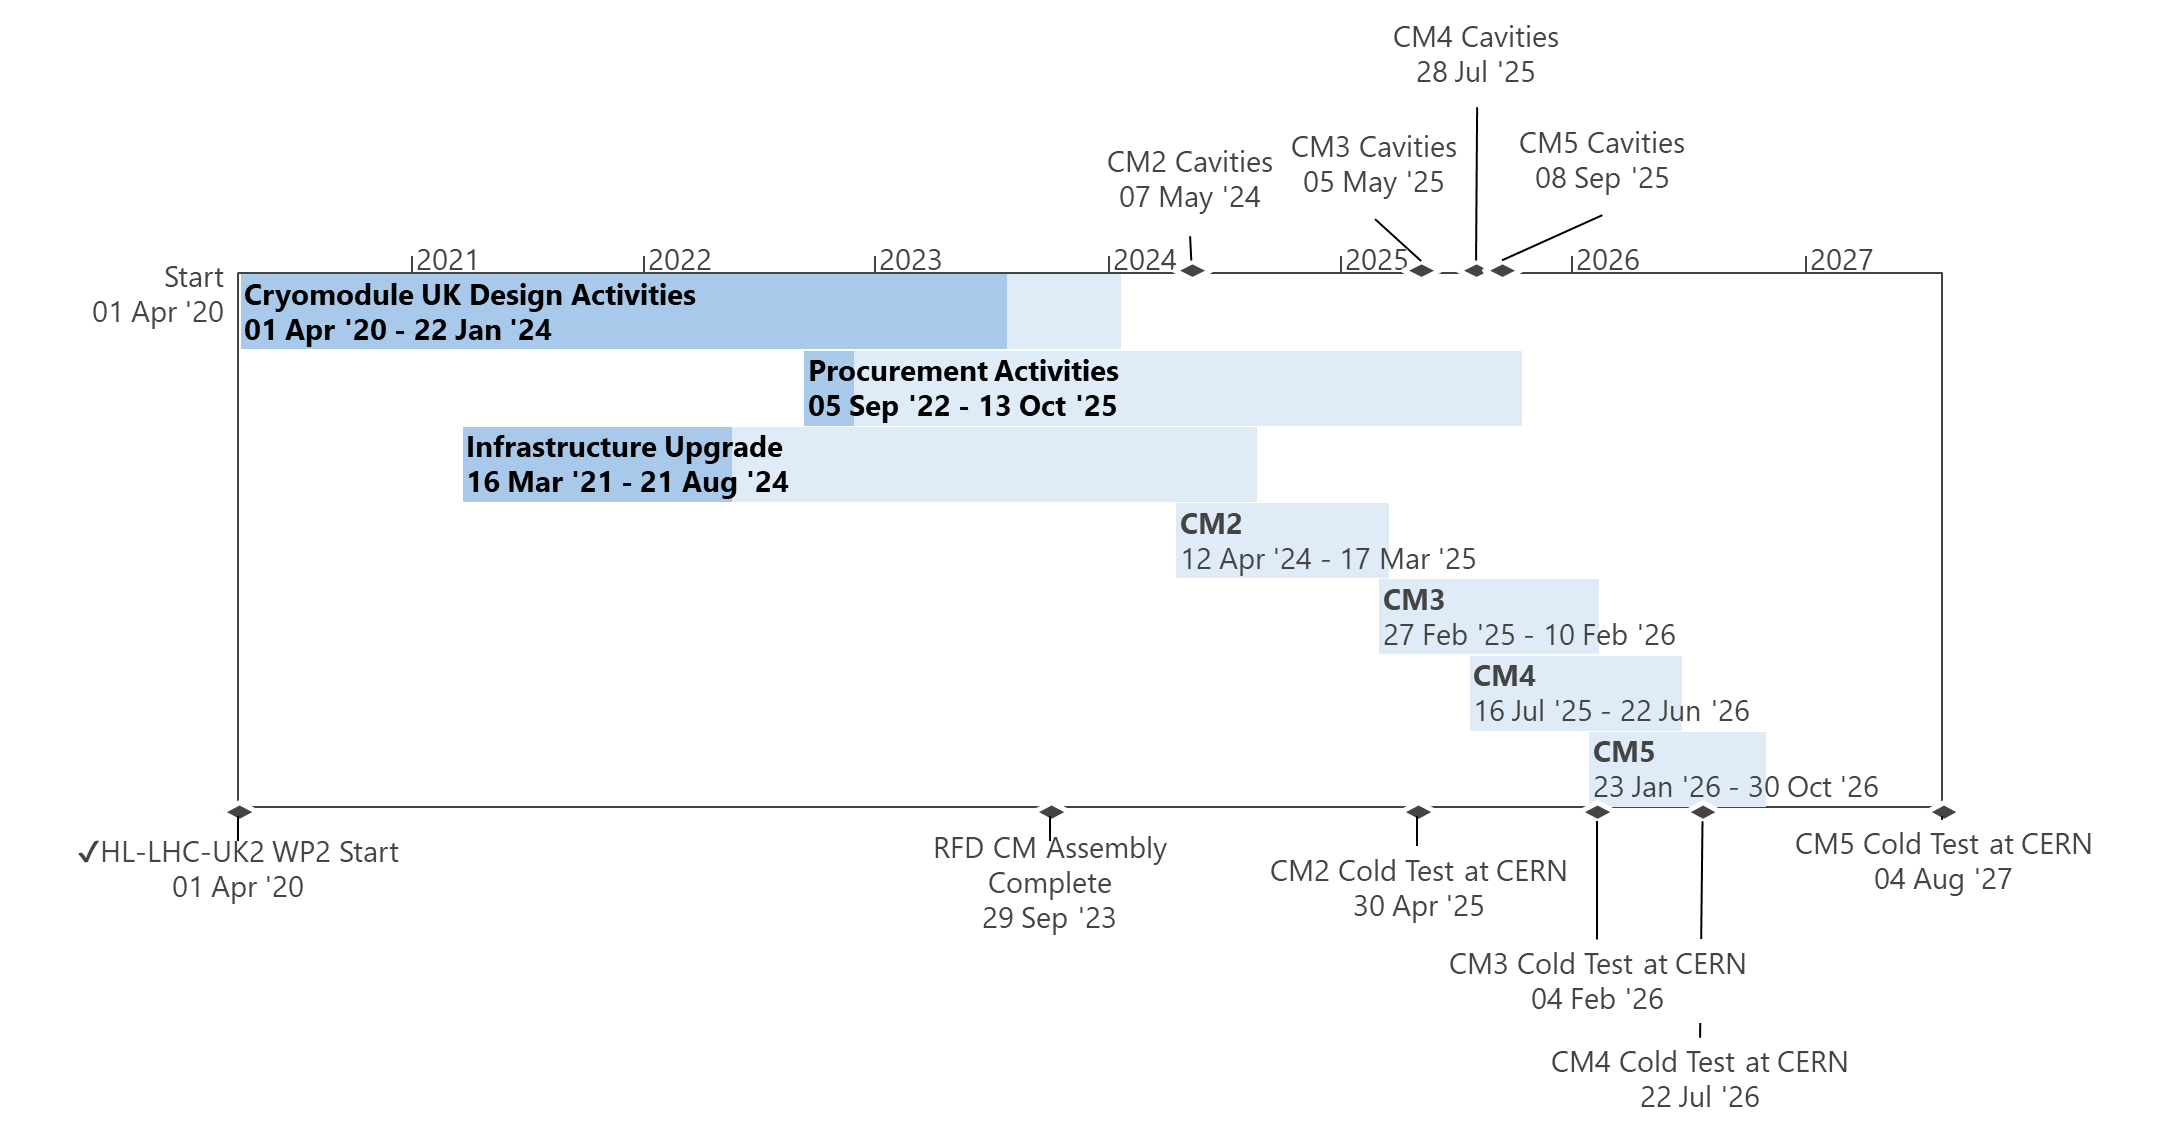 CM4 Cavities
28 Jul '25
CM2 Cavities
07 May '24
CM3 Cavities
05 May '25
CM5 Cavities
08 Sep '25
2021
2022
2023
2024
2025
2026
2027
Start
01 Apr '20
Cryomodule UK Design Activities
01 Apr '20 - 22 Jan '24
Procurement Activities
05 Sep '22 - 13 Oct '25
Infrastructure Upgrade
16 Mar '21 - 21 Aug '24
CM2
12 Apr '24 - 17 Mar '25
CM3
27 Feb '25 - 10 Feb '26
CM4
16 Jul '25 - 22 Jun '26
CM5
23 Jan '26 - 30 Oct '26
✓HL-LHC-UK2 WP2 Start
01 Apr '20
RFD CM Assembly
Complete
29 Sep '23
CM2 Cold Test at CERN
30 Apr '25
CM3 Cold Test at CERN
04 Feb '26
CM4 Cold Test at CERN
22 Jul '26
CM5 Cold Test at CERN
04 Aug '27